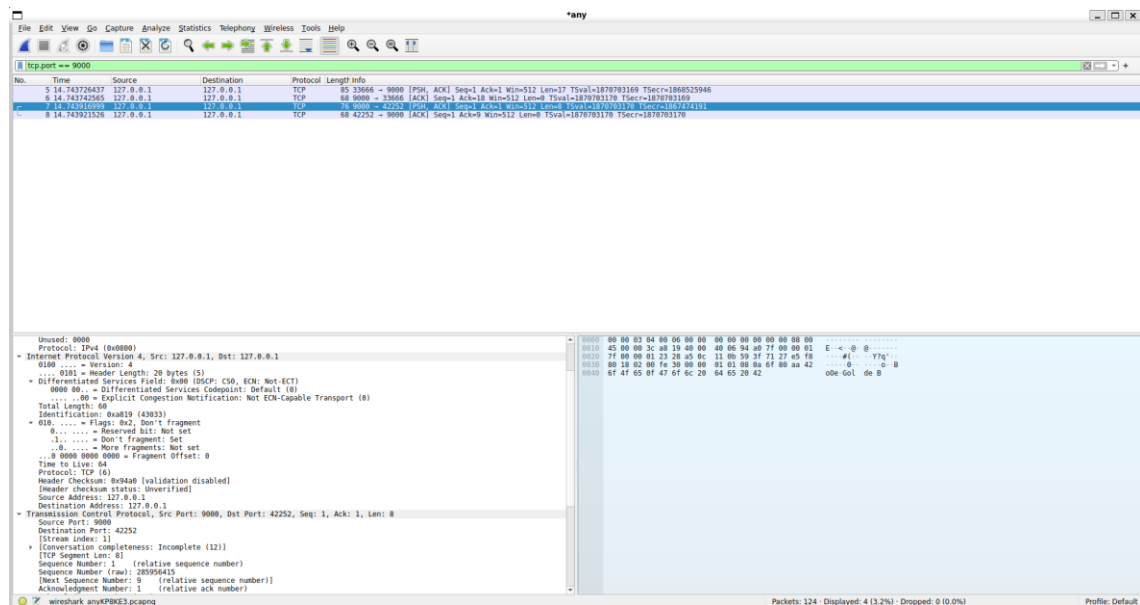 *any
File Edit View Go Capture Analyze Statistics Telephony Wireless Tools Help
tcp.port == 9000
No. Time Source Destination Protocol Length Info
5 14.743726437 127.0.0.1 127.0.0.1 TCP 85 33666 → 9000 [PSH, ACK] Seq=1 Ack=1 Win=512 Len=17 TSval=1870703169 TSecr=1868525946
6 14.743742565 127.0.0.1 127.0.0.1 TCP 68 9000 → 33666 [ACK] Seq=1 Ack=18 Win=512 Len=0 TSval=1870703170 TSecr=1870703169
7 14.743916999 127.0.0.1 127.0.0.1 TCP 76 9000 → 42252 [PSH, ACK] Seq=1 Ack=1 Win=512 Len=8 TSval=1870703170 TSecr=1867474191
8 14.743921526 127.0.0.1 127.0.0.1 TCP 68 42252 → 9000 [ACK] Seq=1 Ack=9 Win=512 Len=0 TSval=1870703170 TSecr=1870703170
Unused: 0000
Protocol: IPv4 (0x0800)
Internet Protocol Version 4, Src: 127.0.0.1, Dst: 127.0.0.1
0100 .... = Version: 4
.... 0101 = Header Length: 20 bytes (5)
Differentiated Services Field: 0x00 (DSCP: CS0, ECN: Not-ECT)
0000 00.. = Differentiated Services Codepoint: Default (0)
.... ..00 = Explicit Congestion Notification: Not ECN-Capable Transport (0)
Total Length: 60
Identification: 0xa819 (43033)
010. .... = Flags: 0x2, Don't fragment
0... .... = Reserved bit: Not set
.1.. .... = Don't fragment: Set
..0. .... = More fragments: Not set
...0 0000 0000 0000 = Fragment Offset: 0
Time to Live: 64
Protocol: TCP (6)
Header Checksum: 0x94a0 [validation disabled]
[Header checksum status: Unverified]
Source Address: 127.0.0.1
Destination Address: 127.0.0.1
Transmission Control Protocol, Src Port: 9000, Dst Port: 42252, Seq: 1, Ack: 1, Len: 8
Source Port: 9000
Destination Port: 42252
[Stream index: 1]
[Conversation completeness: Incomplete (12)]
[TCP Segment Len: 8]
Sequence Number: 1 (relative sequence number)
Sequence Number (raw): 285956415
[Next Sequence Number: 9 (relative sequence number)]
Acknowledgment Number: 1 (relative ack number)
0000 00 00 03 04 00 06 00 00 00 00 00 00 00 00 08 00 ········ ········
0010 45 00 00 3c a8 19 40 00 40 06 94 a0 7f 00 00 01 E··<··@· @·······
0020 7f 00 00 01 23 28 a5 0c 11 0b 59 3f 71 27 e5 f8 ····#(·· ··Y?q'··
0030 80 18 02 00 fe 30 00 00 01 01 08 0a 6f 80 aa 42 ·····0·· ····o··B
0040 6f 4f 65 0f 47 6f 6c 20 64 65 20 42 oOe·Gol de B
wireshark_anyKP8KE3.pcapng
Packets: 124 · Displayed: 4 (3.2%) · Dropped: 0 (0.0%)
Profile: Default